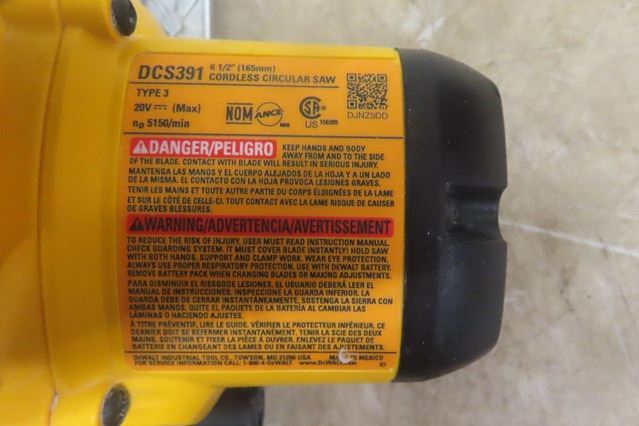 DCS391 6 1/2" (165mm)
CORDLESS CIRCULAR SAW
TYPE 3
20V (Max)
n0 5150/min
NOM ANCE
US 150399
DJNZ9DD
DANGER/PELIGRO KEEP HANDS AND BODY
AWAY FROM AND TO THE SIDE
OF THE BLADE. CONTACT WITH BLADE WILL RESULT IN SERIOUS INJURY.
MANTENGA LAS MANOS Y EL CUERPO ALEJADOS DE LA HOJA Y A UN LADO
DE LA MISMA. EL CONTACTO CON LA HOJA PROVOCA LESIONES GRAVES.
TENIR LES MAINS ET TOUTE AUTRE PARTIE DU CORPS ÉLOIGNÉES DE LA LAME
ET SUR LE CÔTÉ DE CELLE-CI. TOUT CONTACT AVEC LA LAME RISQUE DE CAUSER
DE GRAVES BLESSURES.
WARNING/ADVERTENCIA/AVERTISSEMENT
TO REDUCE THE RISK OF INJURY, USER MUST READ INSTRUCTION MANUAL.
CHECK GUARDING SYSTEM. IT MUST COVER BLADE INSTANTLY! HOLD SAW
WITH BOTH HANDS. SUPPORT AND CLAMP WORK. WEAR EYE PROTECTION.
ALWAYS USE PROPER RESPIRATORY PROTECTION. USE WITH DEWALT BATTERY.
REMOVE BATTERY PACK WHEN CHANGING BLADES OR MAKING ADJUSTMENTS.
PARA DISMINUIR EL RIESGODE LESIONES, EL USUARIO DEBERÁ LEER EL
MANUAL DE INSTRUCCIONES. INSPECCIONE LA GUARDA INFERIOR. LA
GUARDA DEBE DE CERRAR INSTANTÁNEAMENTE. SOSTENGA LA SIERRA CON
AMBAS MANOS. QUITE EL PAQUETE DE LA BATERÍA AL CAMBIAR LAS
LÁMINAS O HACIENDO AJUSTES.
À TITRE PRÉVENTIF, LIRE LE GUIDE. VÉRIFIER LE PROTECTEUR INFÉRIEUR. CE
DERNIER DOIT SE REFERMER INSTANTANÉMENT. TENIR LA SCIE DES DEUX
MAINS. SOUTENIR ET FIXER LA PIÈCE À OUVRER. ENLEVEZ LE PAQUET DE
BATTERIE EN CHANGEANT DES LAMES OU EN FAISANT DES AJUSTEMENTS.
DEWALT INDUSTRIAL TOOL CO., TOWSON, MD 21286 USA MADE IN MEXICO
FOR SERVICE INFORMATION CALL: 1-800-4-DEWALT